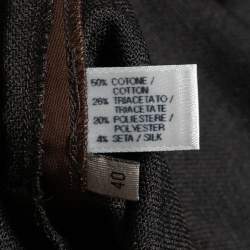 50% COTONE /
COTTON
26% TRIACETATO /
TRIACETATE
20% POLIESTERE /
POLYESTER
4% SETA / SILK
40